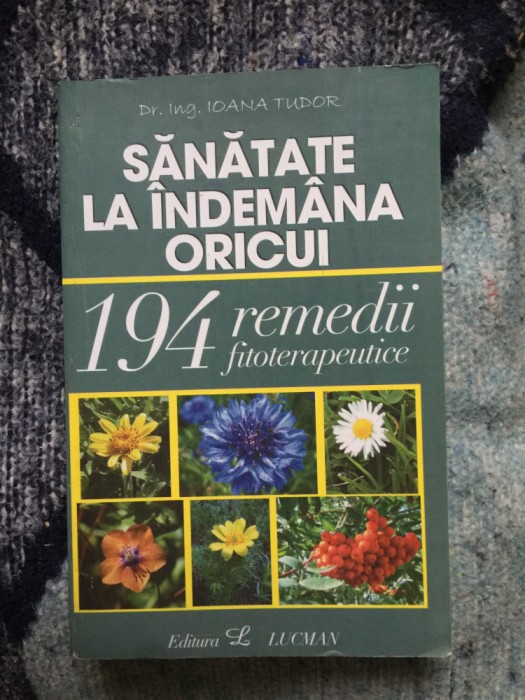 Dr. Ing. IOANA TUDOR
SĂNĂTATE
LA ÎNDEMÂNA
ORICUI
194 remedii
fitoterapeutice
Editura L LUCMAN